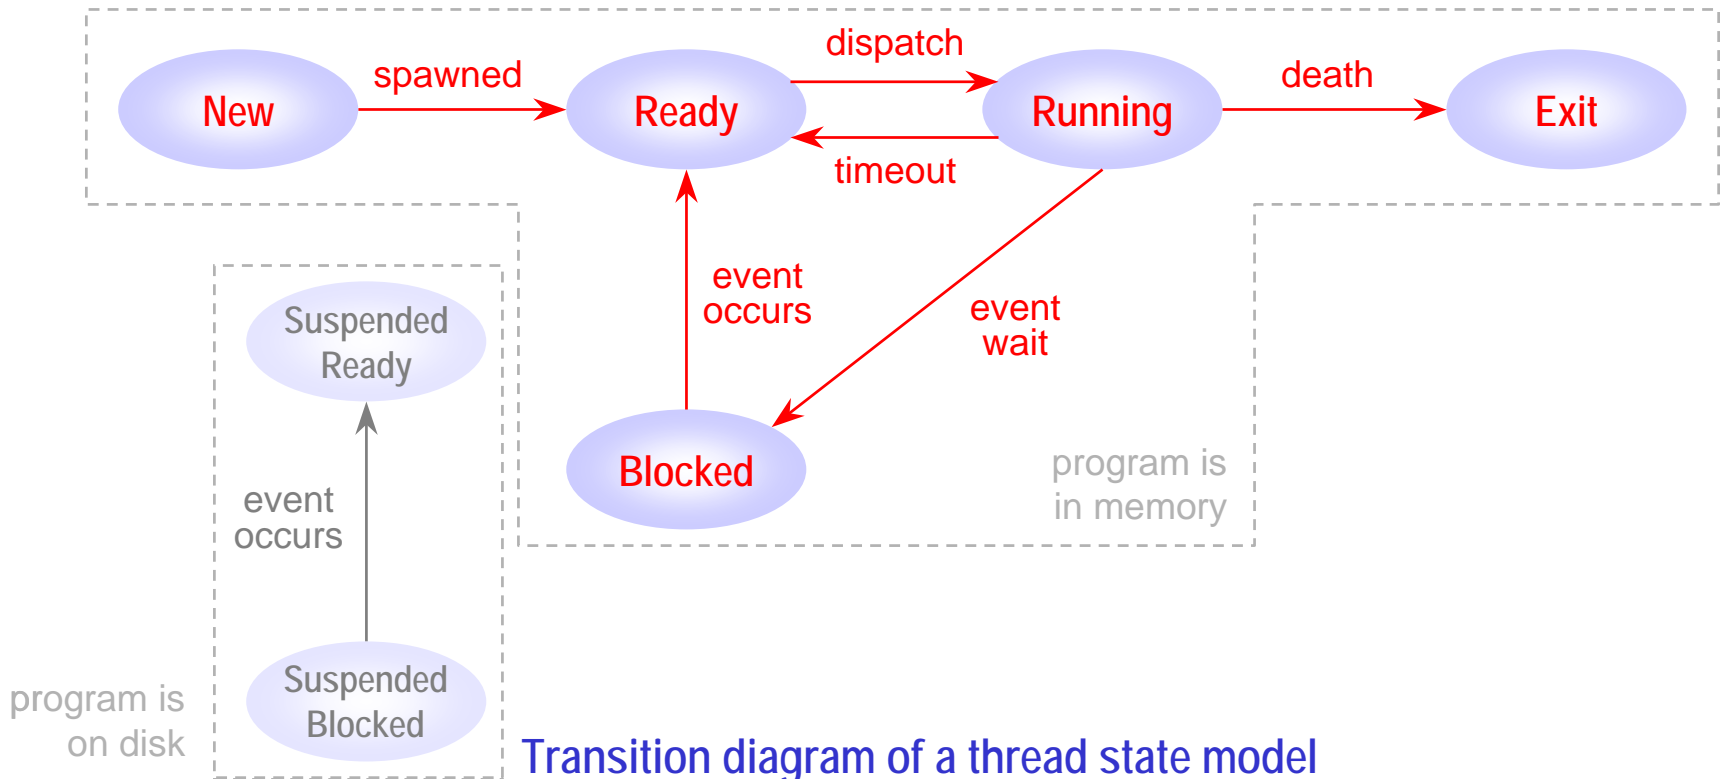 dispatch
spawned
death
New
Ready
Running
Exit
timeout
event
occurs
event
wait
Suspended
Ready
Blocked
program is
in memory
event
occurs
Suspended
Blocked
program is
on disk
Transition diagram of a thread state model